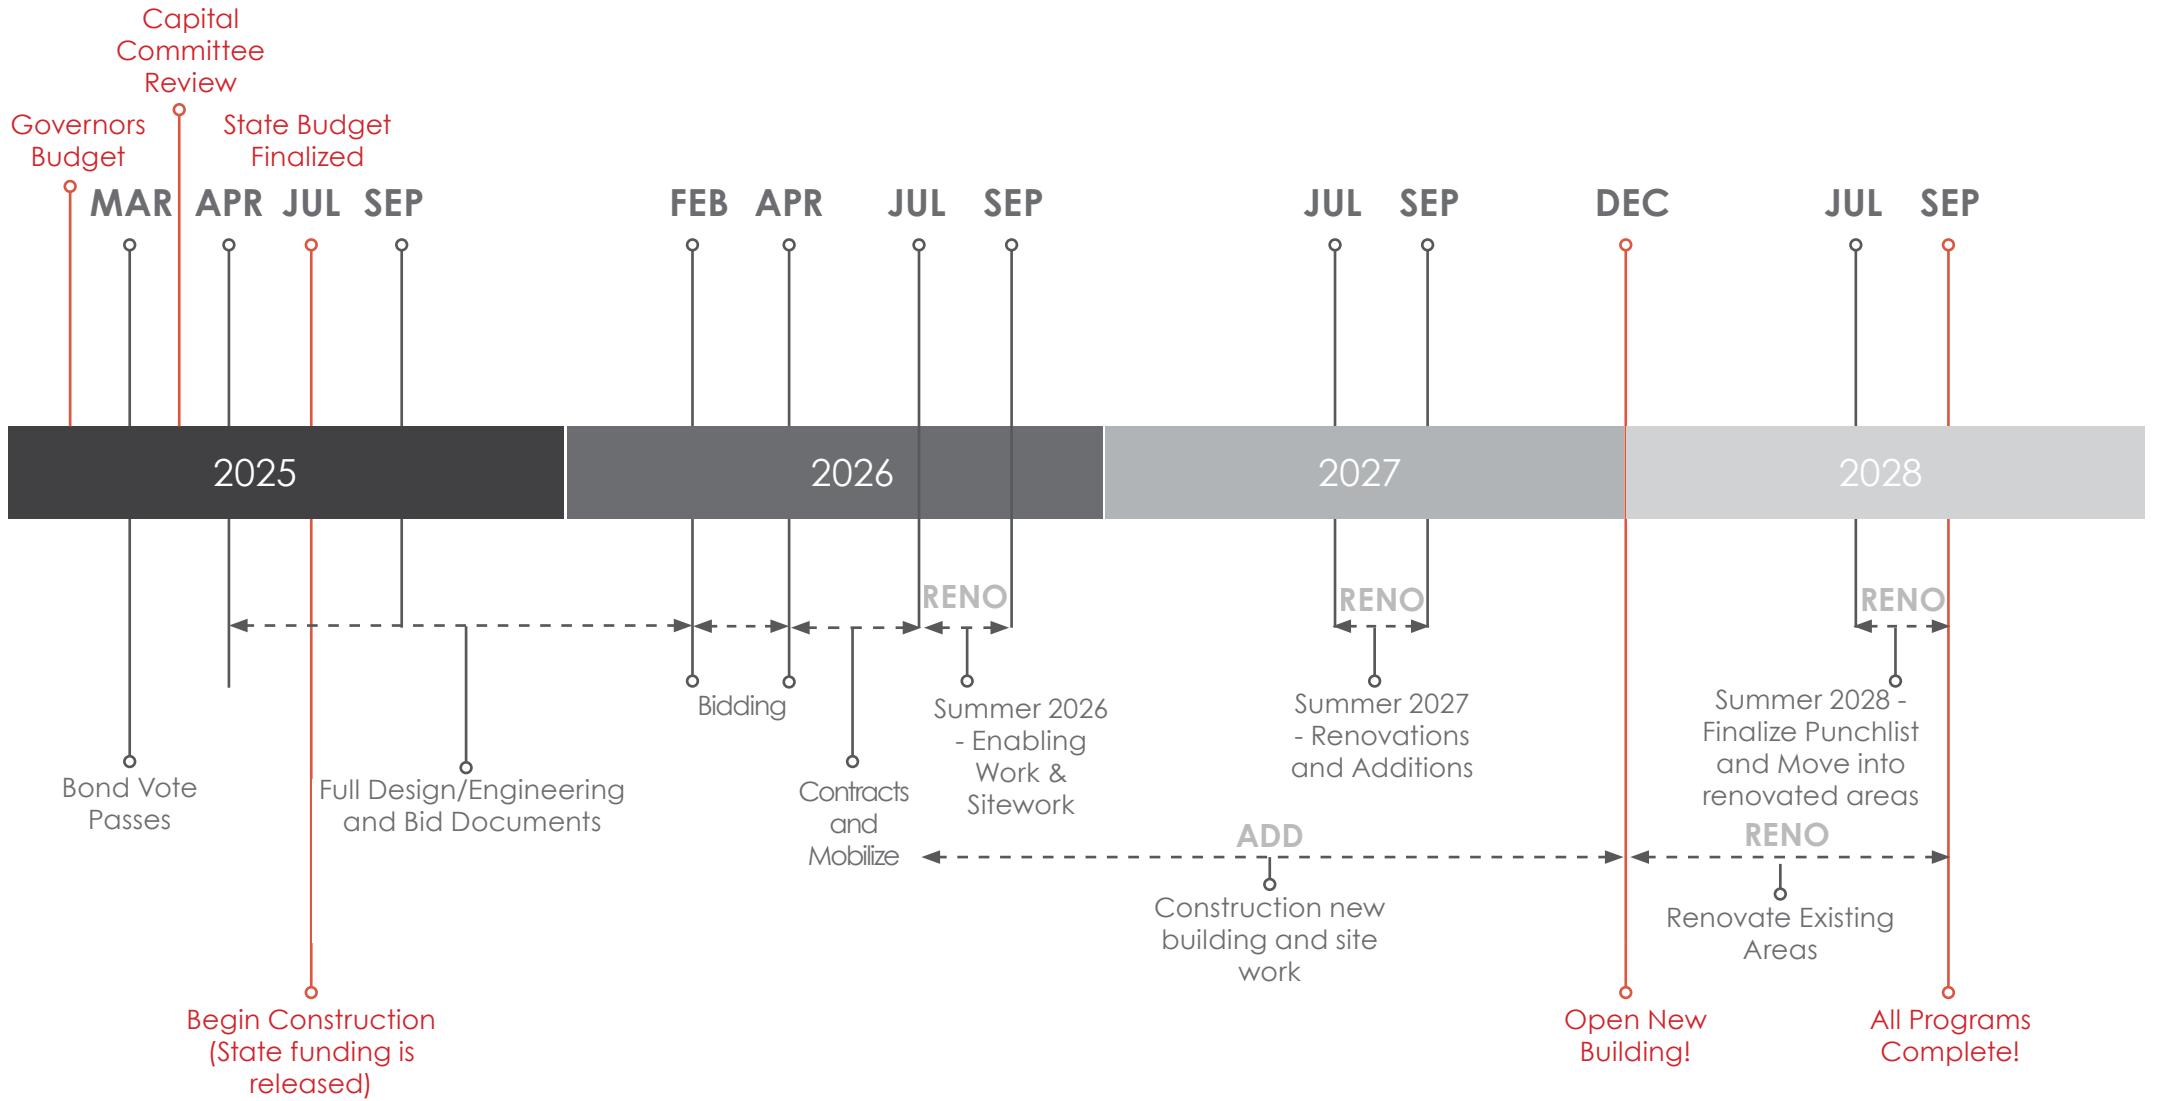 Capital
Committee
Review
Governors
Budget
State Budget
Finalized
MAR APR JUL SEP FEB APR JUL SEP JUL SEP DEC JUL SEP
2025 2026 2027 2028
RENO RENO RENO
Bond Vote
Passes
Full Design/Engineering
and Bid Documents
Bidding
Contracts
and
Mobilize
Summer 2026
- Enabling
Work &
Sitework
Summer 2027
- Renovations
and Additions
Summer 2028 -
Finalize Punchlist
and Move into
renovated areas
ADD
RENO
Construction new
building and site
work
Renovate Existing
Areas
Begin Construction
(State funding is
released)
Open New
Building!
All Programs
Complete!